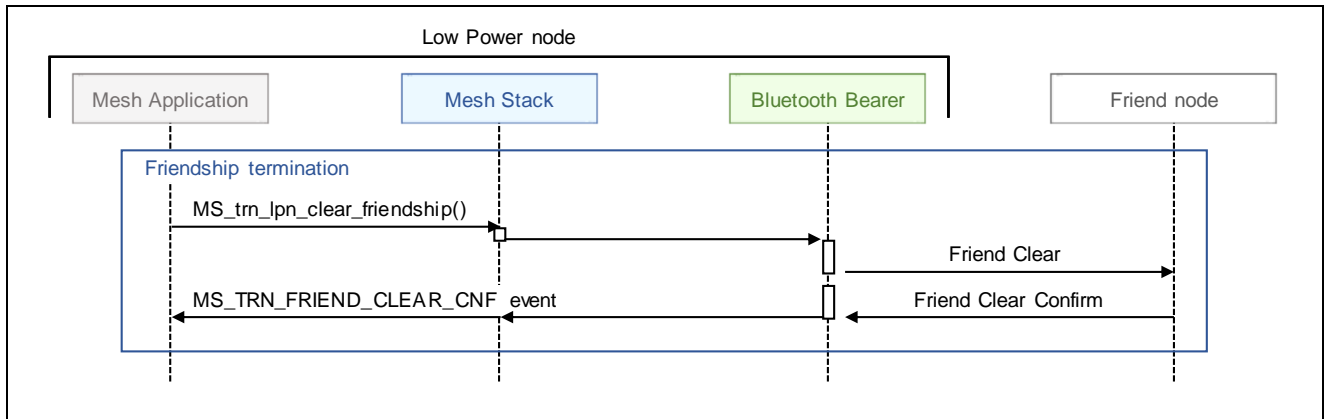 Low Power node
Mesh Application
Mesh Stack
Bluetooth Bearer
Friend node
Friendship termination
MS_trn_lpn_clear_friendship()
Friend Clear
MS_TRN_FRIEND_CLEAR_CNF event
Friend Clear Confirm